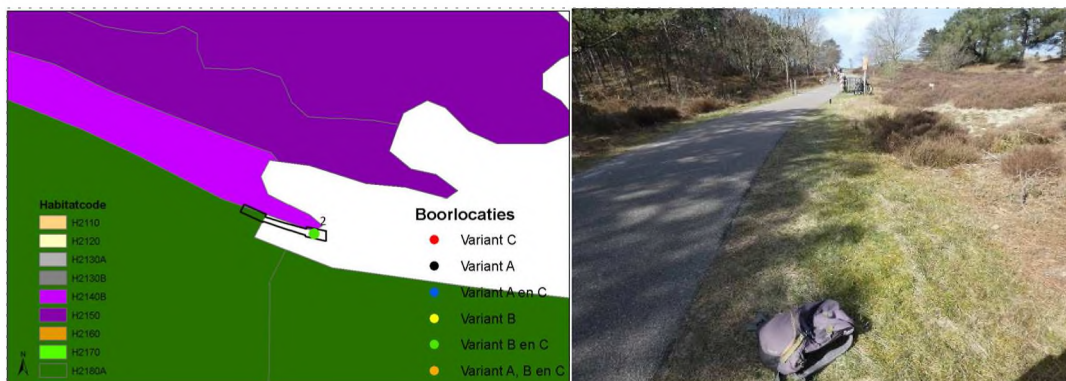 2
Habitatcode
H2110
H2120
H2130A
H2130B
H2140B
H2150
H2160
H2170
H2180A
N
Boorlocaties
Variant C
Variant A
Variant A en C
Variant B
Variant B en C
Variant A, B en C